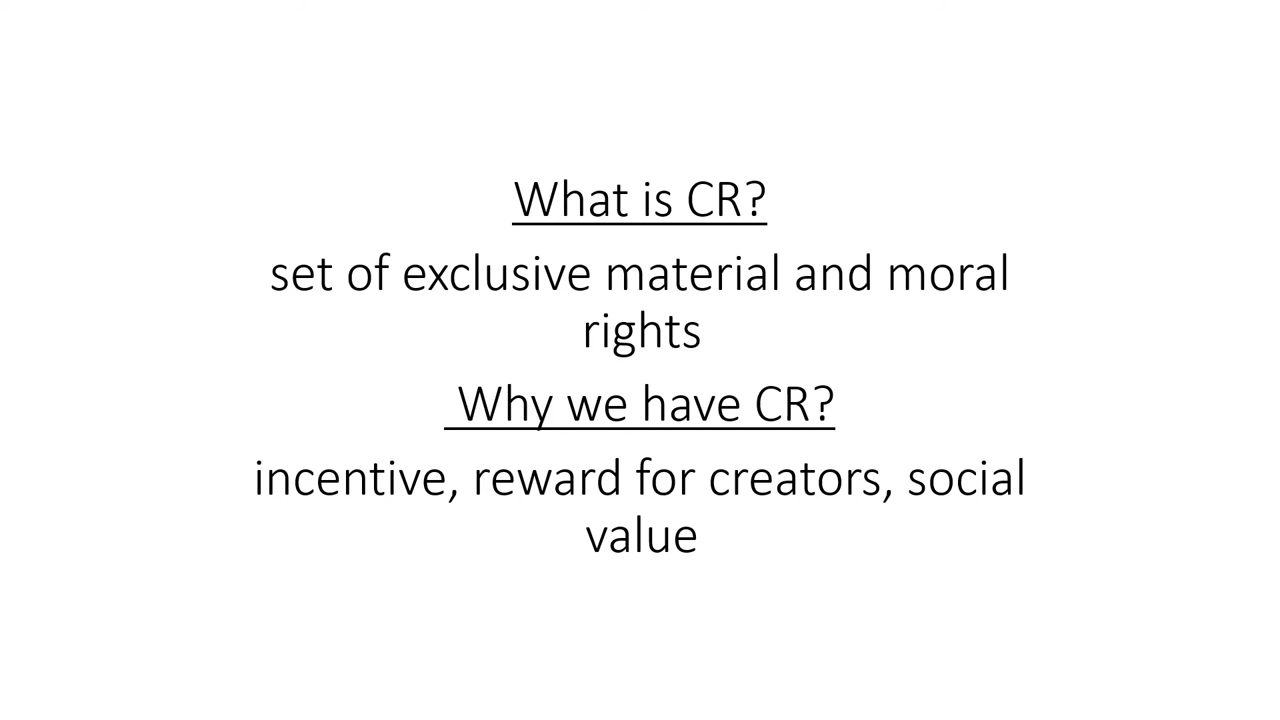 What is CR?
set of exclusive material and moral
rights
Why we have CR?
incentive, reward for creators, social
value